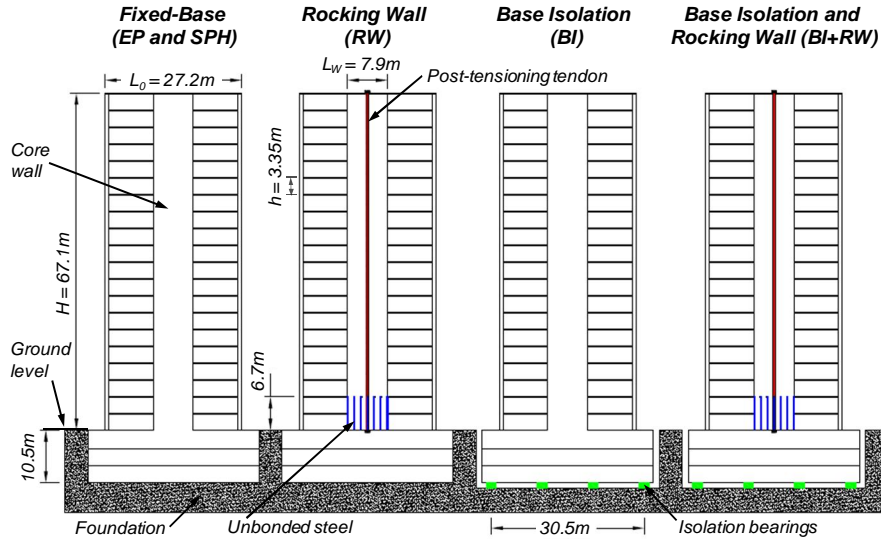 Fixed-Base
(EP and SPH)
Rocking Wall
(RW)
Base Isolation
(BI)
Base Isolation and
Rocking Wall (BI+RW)
L0 = 27.2m
LW = 7.9m
Post-tensioning tendon
Core
wall
h = 3.35m
H = 67.1m
Ground
level
6.7m
10.5m
Foundation
Unbonded steel
30.5m
Isolation bearings